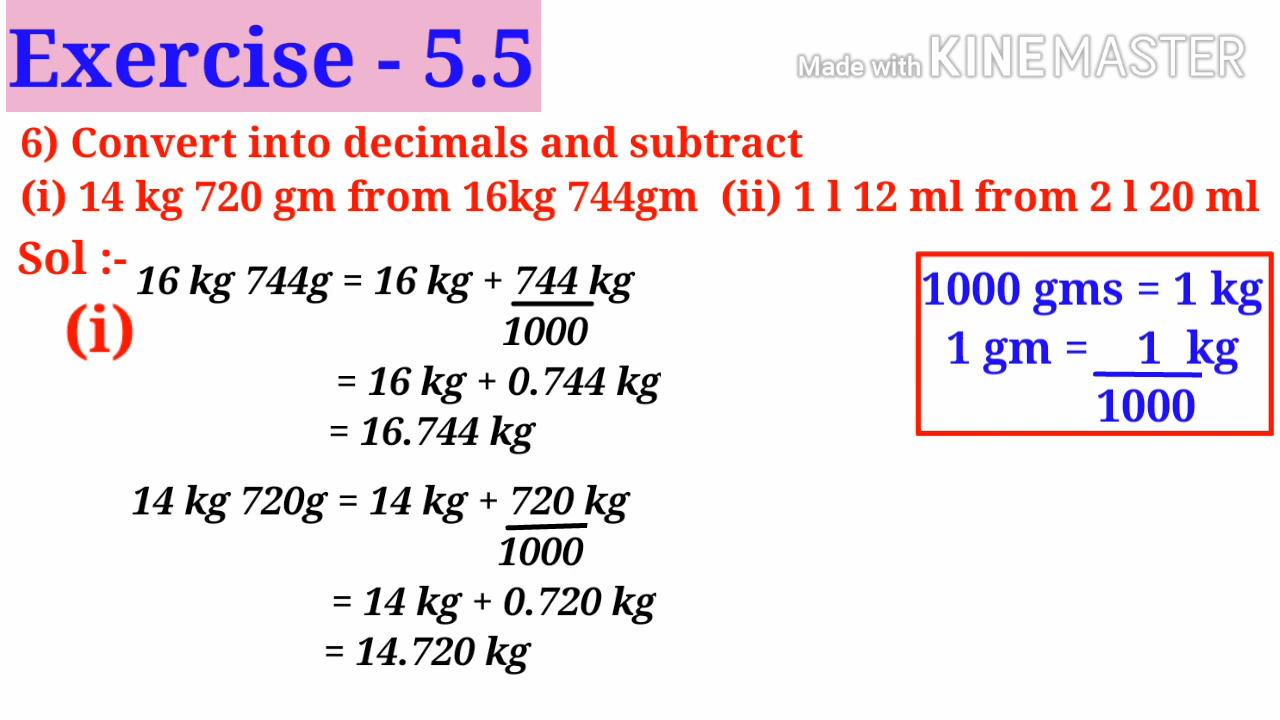 Exercise - 5.5
Made with KINEMASTER
6) Convert into decimals and subtract
(i) 14 kg 720 gm from 16kg 744gm (ii) 1 l 12 ml from 2 l 20 ml
Sol :-
(i)
16 kg 744g = 16 kg + 744 kg
1000
= 16 kg + 0.744 kg
= 16.744 kg
14 kg 720g = 14 kg + 720 kg
1000
= 14 kg + 0.720 kg
= 14.720 kg
1000 gms = 1 kg
1 gm = 1 kg
1000